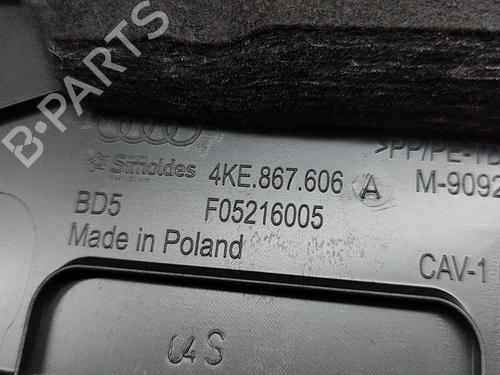 B-PARTS
>PP/PE-TD
Simoldes 4KE.867.606 A M-9092
BD5 F05216005
Made in Poland
CAV-1
04S